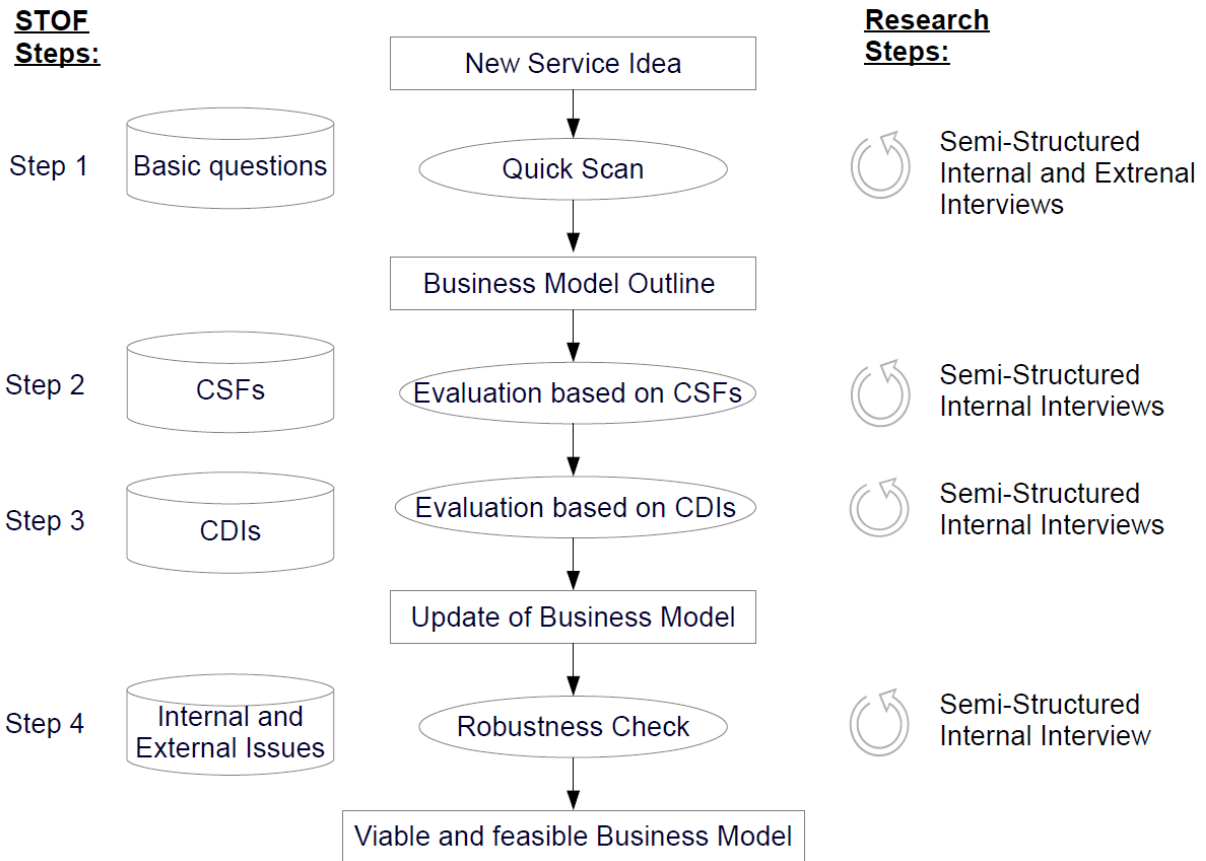 STOF
Steps:
Research
Steps:
New Service Idea
Step 1
Basic questions
Quick Scan
Semi-Structured
Internal and Extrenal
Interviews
Business Model Outline
Step 2
CSFs
Evaluation based on CSFs
Semi-Structured
Internal Interviews
Step 3
CDIs
Evaluation based on CDIs
Semi-Structured
Internal Interviews
Update of Business Model
Step 4
Internal and
External Issues
Robustness Check
Semi-Structured
Internal Interview
Viable and feasible Business Model